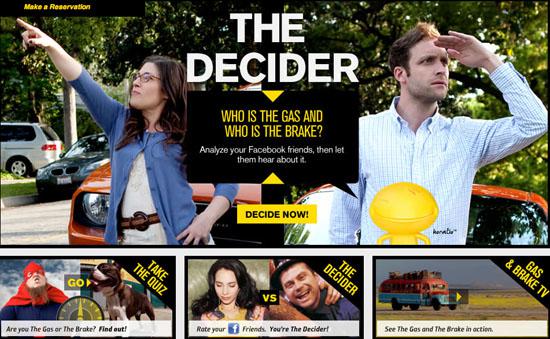 Make a Reservation
THE
DECIDER
WHO IS THE GAS AND
WHO IS THE BRAKE?
Analyze your Facebook friends, then let
them hear about it.
DECIDE NOW!
TAKE
THE QUIZ
GO
Are you The Gas or The Brake? Find out!
THE
DECIDER
VS
Rate your f Friends. You're The Decider!
GAS
& BRAKE TV
See The Gas and The Brake in action.